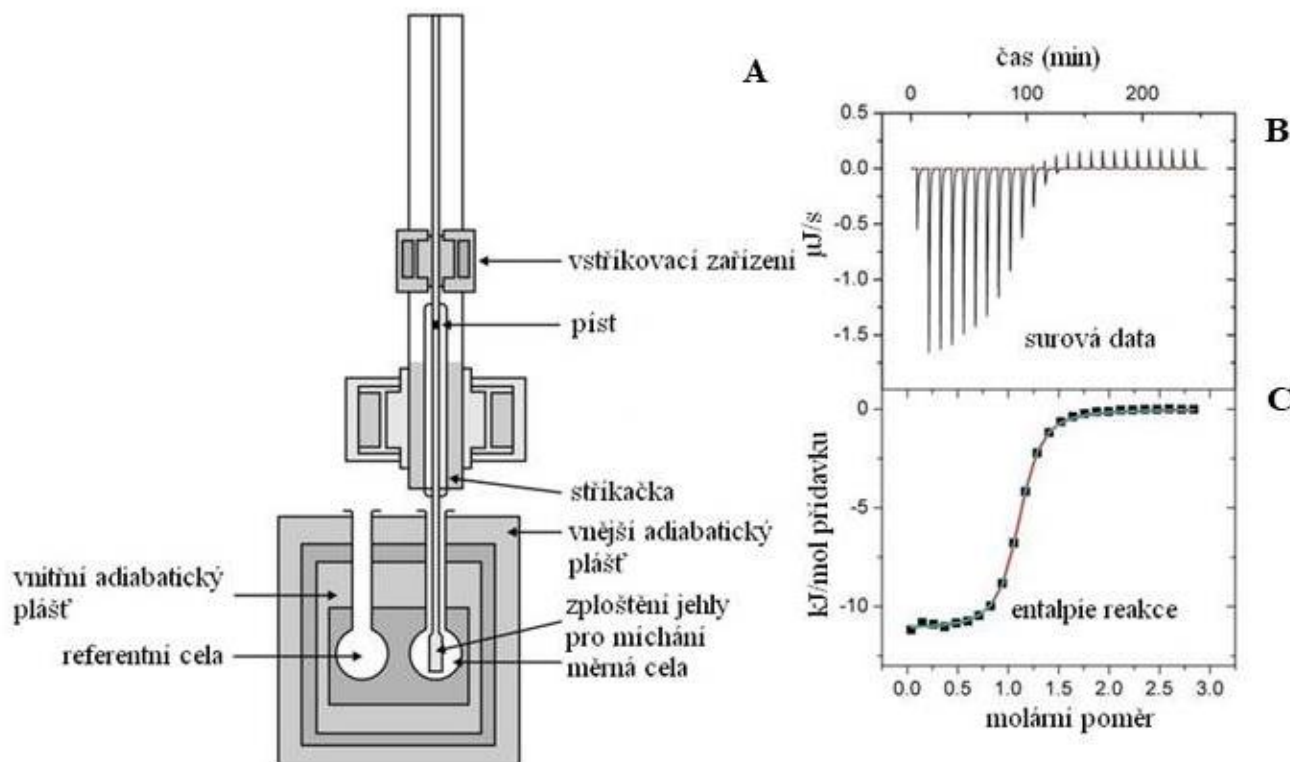 A
vstřikovací zařízení
píst
stříkačka
vnější adiabatický
plášť
vnitřní adiabatický
plášť
zploštění jehly
pro míchání
referentní cela
měrná cela
čas (min)
0 100 200
B
0.5
0.0
-0.5
-1.0
-1.5
µJ/s
surová data
C
0
-5
-10
kJ/mol přídavku
entalpie reakce
0.0 0.5 1.0 1.5 2.0 2.5 3.0
molární poměr